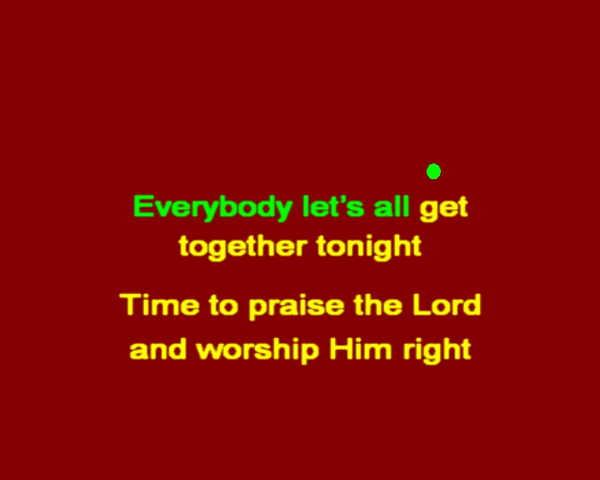 Everybody let's all get
together tonight
Time to praise the Lord
and worship Him right